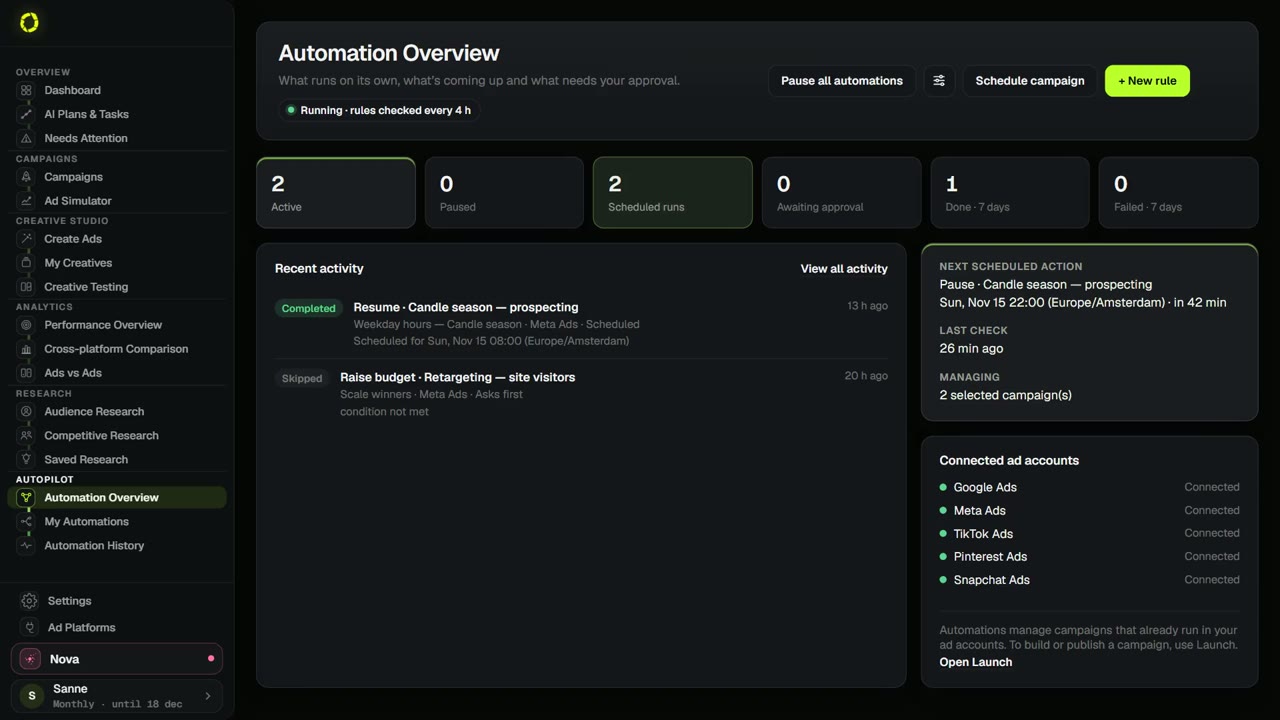 OVERVIEW
Dashboard
AI Plans & Tasks
Needs Attention
CAMPAIGNS
Campaigns
Ad Simulator
CREATIVE STUDIO
Create Ads
My Creatives
Creative Testing
ANALYTICS
Performance Overview
Cross-platform Comparison
Ads vs Ads
RESEARCH
Audience Research
Competitive Research
Saved Research
AUTOPILOT
Automation Overview
My Automations
Automation History
Settings
Ad Platforms
Nova
S
Sanne
Monthly · until 18 dec
Automation Overview
What runs on its own, what's coming up and what needs your approval.
Running · rules checked every 4 h
Pause all automations
Schedule campaign
+ New rule
2
Active
0
Paused
2
Scheduled runs
0
Awaiting approval
1
Done · 7 days
0
Failed · 7 days
Recent activity
View all activity
Completed
Resume · Candle season — prospecting
13 h ago
Weekday hours — Candle season · Meta Ads · Scheduled
Scheduled for Sun, Nov 15 08:00 (Europe/Amsterdam)
Skipped
Raise budget · Retargeting — site visitors
20 h ago
Scale winners · Meta Ads · Asks first
condition not met
NEXT SCHEDULED ACTION
Pause · Candle season — prospecting
Sun, Nov 15 22:00 (Europe/Amsterdam) · in 42 min
LAST CHECK
26 min ago
MANAGING
2 selected campaign(s)
Connected ad accounts
Google Ads Connected
Meta Ads Connected
TikTok Ads Connected
Pinterest Ads Connected
Snapchat Ads Connected
Automations manage campaigns that already run in your
ad accounts. To build or publish a campaign, use Launch.
Open Launch